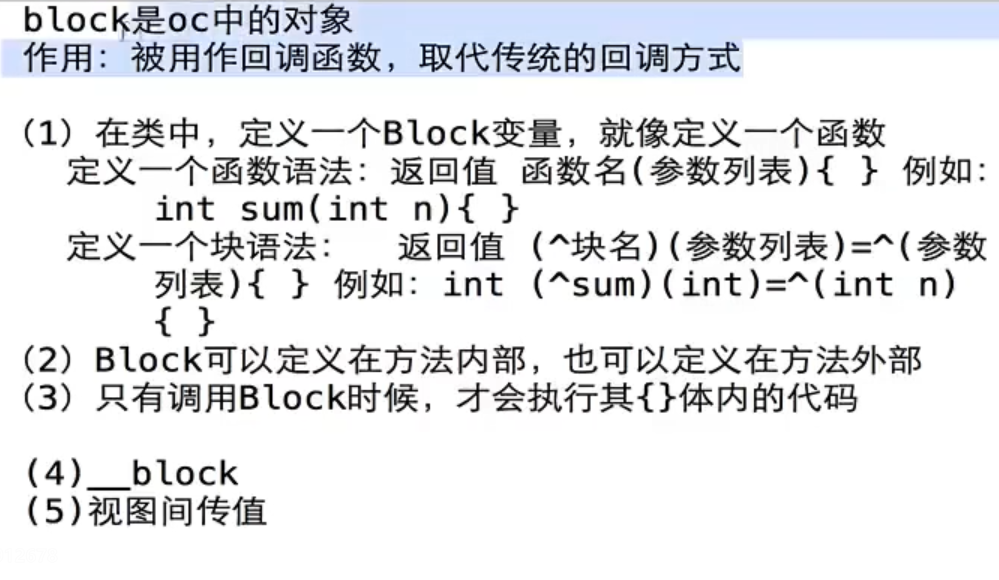 block是oc中的对象
作用：被用作回调函数，取代传统的回调方式
（1）在类中，定义一个Block变量，就像定义一个函数
定义一个函数语法：返回值 函数名(参数列表){ } 例如：
int sum(int n){ }
定义一个块语法： 返回值 (^块名)(参数列表)=^(参数
列表){ } 例如：int (^sum)(int)=^(int n)
{ }
（2）Block可以定义在方法内部，也可以定义在方法外部
（3）只有调用Block时候，才会执行其{}体内的代码
(4)__block
(5)视图间传值